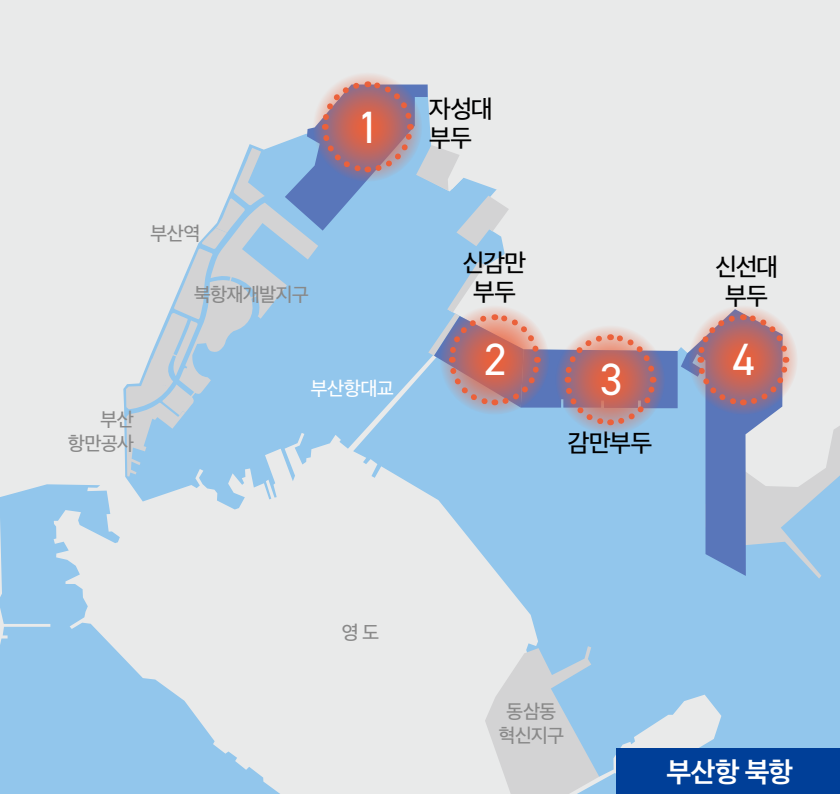 1
자성대
부두
부산역
북항재개발지구
신감만
부두
2
3
감만부두
신선대
부두
4
부산항대교
부산
항만공사
영도
동삼동
혁신지구
부산항 북항